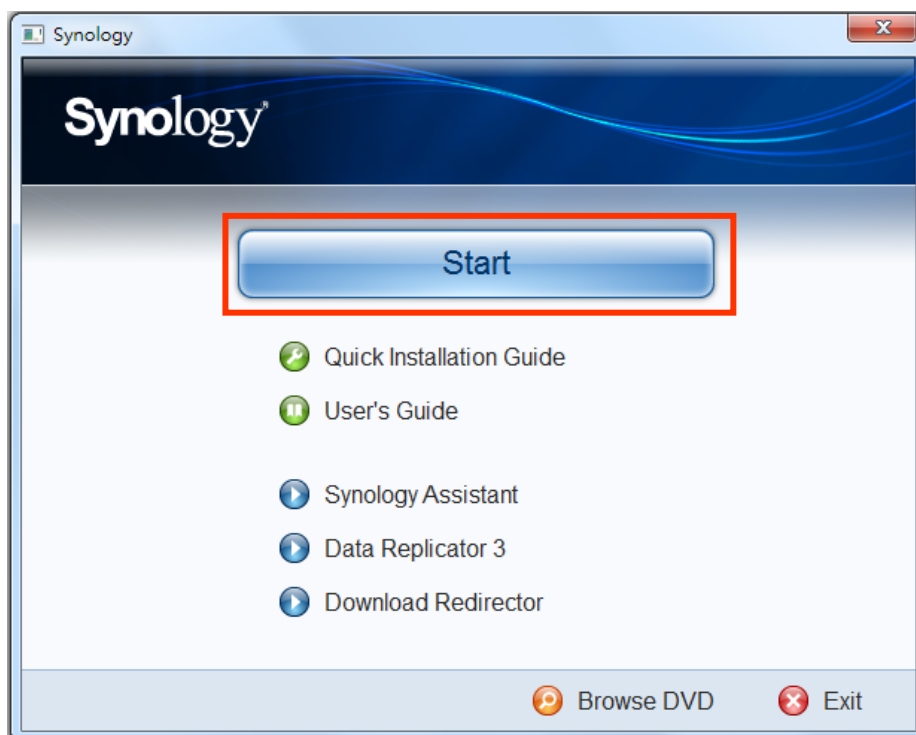 Synology
Synology
Start
Quick Installation Guide
User's Guide
Synology Assistant
Data Replicator 3
Download Redirector
Browse DVD
Exit